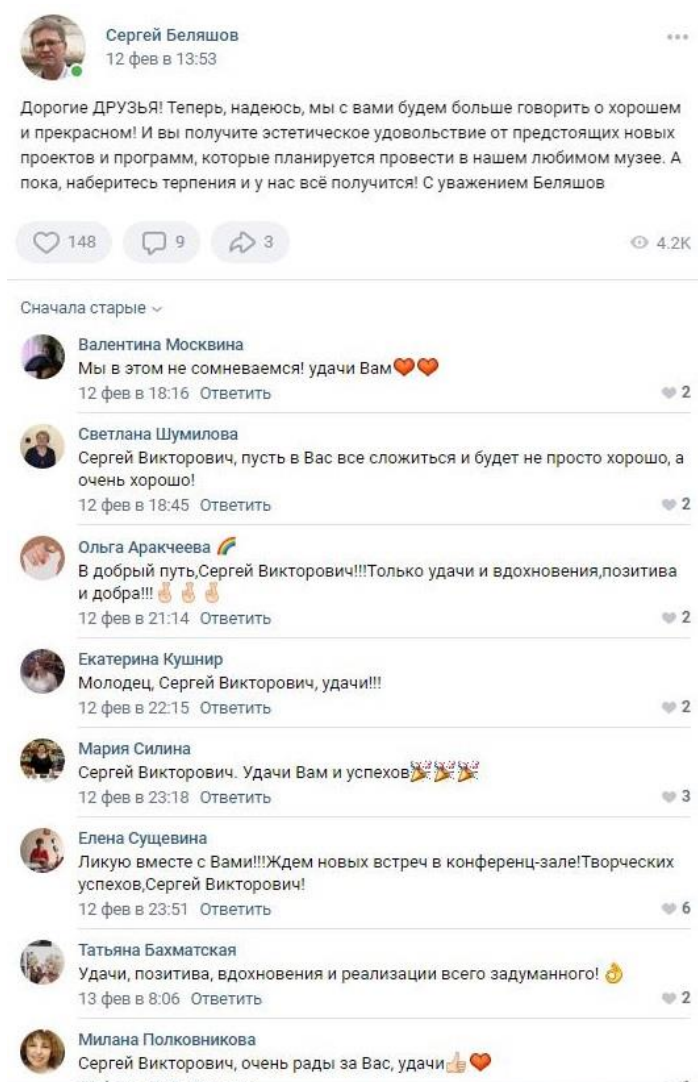 Сергей Беляшов
12 фев в 13:53
Дорогие ДРУЗЬЯ! Теперь, надеюсь, мы с вами будем больше говорить о хорошем
и прекрасном! И вы получите эстетическое удовольствие от предстоящих новых
проектов и программ, которые планируется провести в нашем любимом музее. А
пока, наберитесь терпения и у нас всё получится! С уважением Беляшов
148 9 3 4.2K
Сначала старые
Валентина Москвина
Мы в этом не сомневаемся! удачи Вам❤❤
12 фев в 18:16 Ответить 2
Светлана Шумилова
Сергей Викторович, пусть в Вас все сложиться и будет не просто хорошо, а
очень хорошо!
12 фев в 18:45 Ответить 2
Ольга Аракчеева 🌈
В добрый путь,Сергей Викторович!!!Только удачи и вдохновения,позитива
и добра!!!🤞🤞🤞
12 фев в 21:14 Ответить 2
Екатерина Кушнир
Молодец, Сергей Викторович, удачи!!!
12 фев в 22:15 Ответить 2
Мария Силина
Сергей Викторович. Удачи Вам и успехов🎉🎉🎉
12 фев в 23:18 Ответить 3
Елена Сущевина
Ликую вместе с Вами!!!Ждем новых встреч в конференц-зале!Творческих
успехов,Сергей Викторович!
12 фев в 23:51 Ответить 6
Татьяна Бахматская
Удачи, позитива, вдохновения и реализации всего задуманного! 👌
13 фев в 8:06 Ответить 2
Милана Полковникова
Сергей Викторович, очень рады за Вас, удачи👍❤